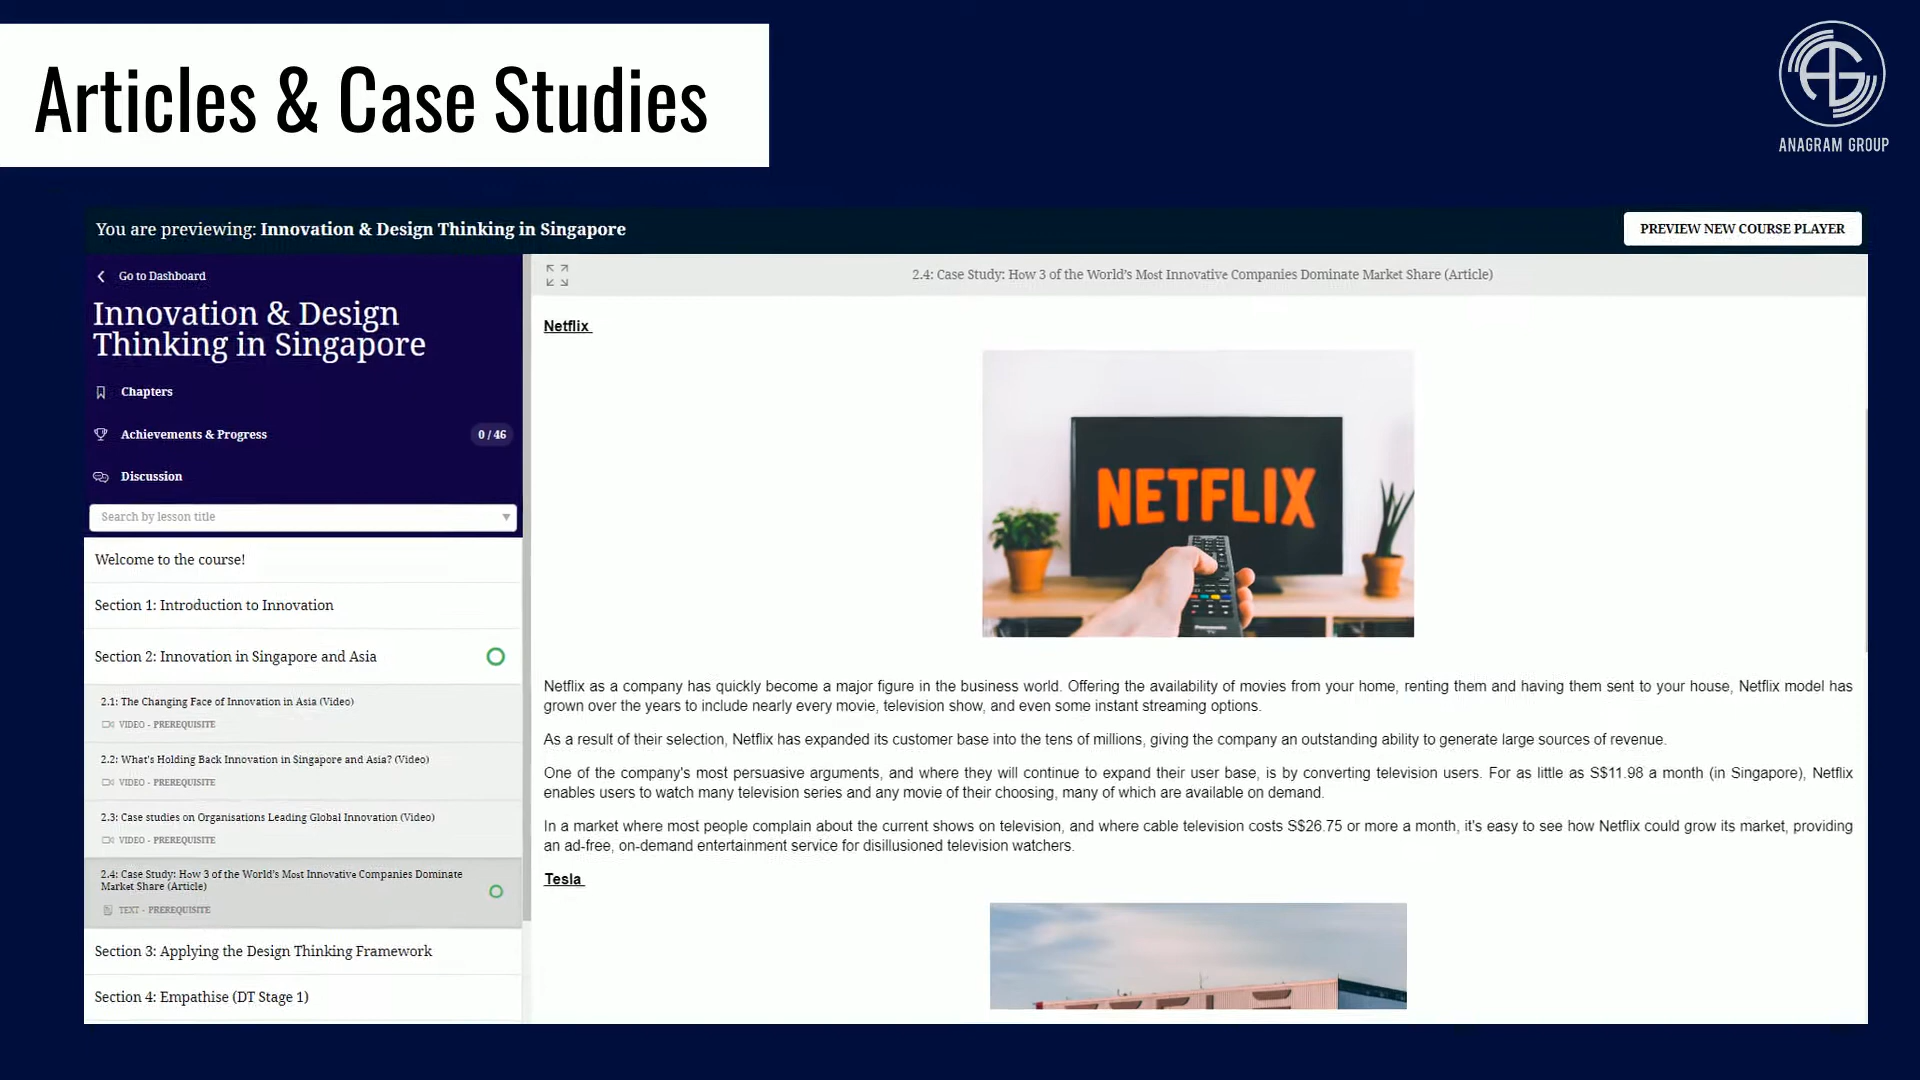 Articles & Case Studies
AG
ANAGRAM GROUP
You are previewing: Innovation & Design Thinking in Singapore
PREVIEW NEW COURSE PLAYER
Go to Dashboard
Innovation & Design
Thinking in Singapore
Chapters
Achievements & Progress
0 / 46
Discussion
Search by lesson title
Welcome to the course!
Section 1: Introduction to Innovation
Section 2: Innovation in Singapore and Asia
2.1: The Changing Face of Innovation in Asia (Video)
VIDEO - PREREQUISITE
2.2: What's Holding Back Innovation in Singapore and Asia? (Video)
VIDEO - PREREQUISITE
2.3: Case studies on Organisations Leading Global Innovation (Video)
VIDEO - PREREQUISITE
2.4: Case Study: How 3 of the World's Most Innovative Companies Dominate
Market Share (Article)
TEXT - PREREQUISITE
Section 3: Applying the Design Thinking Framework
Section 4: Empathise (DT Stage 1)
2.4: Case Study: How 3 of the World's Most Innovative Companies Dominate Market Share (Article)
Netflix
NETFLIX
Panasonic
TV
Netflix as a company has quickly become a major figure in the business world. Offering the availability of movies from your home, renting them and having them sent to your house, Netflix model has
grown over the years to include nearly every movie, television show, and even some instant streaming options.
As a result of their selection, Netflix has expanded its customer base into the tens of millions, giving the company an outstanding ability to generate large sources of revenue.
One of the company's most persuasive arguments, and where they will continue to expand their user base, is by converting television users. For as little as S$11.98 a month (in Singapore), Netflix
enables users to watch many television series and any movie of their choosing, many of which are available on demand.
In a market where most people complain about the current shows on television, and where cable television costs S$26.75 or more a month, it's easy to see how Netflix could grow its market, providing
an ad-free, on-demand entertainment service for disillusioned television watchers.
Tesla